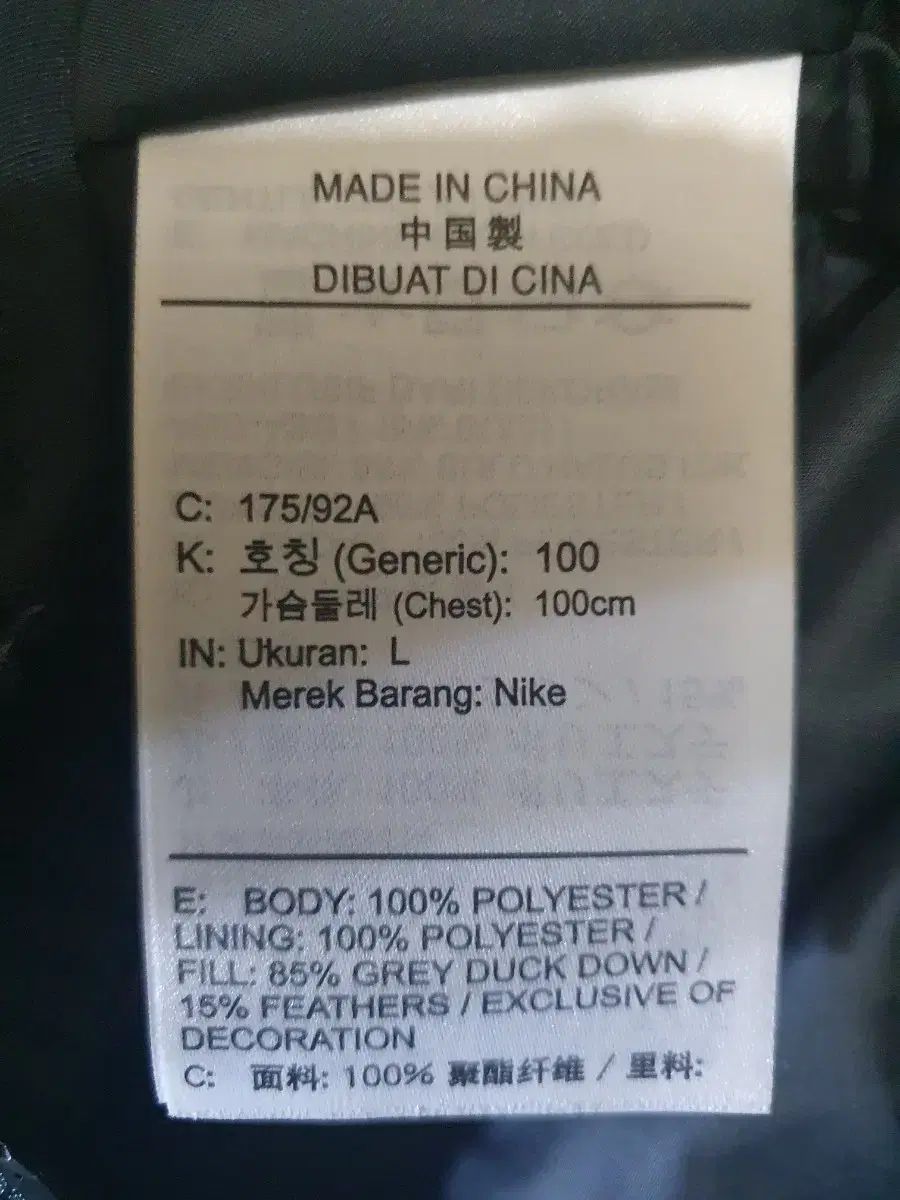 MADE IN CHINA
中国製
DIBUAT DI CINA
C: 175/92A
K: 호칭 (Generic): 100
가슴둘레 (Chest): 100cm
IN: Ukuran: L
Merek Barang: Nike
E: BODY: 100% POLYESTER /
LINING: 100% POLYESTER /
FILL: 85% GREY DUCK DOWN /
15% FEATHERS / EXCLUSIVE OF
DECORATION
C: 面料: 100% 聚酯纤维 / 里料: